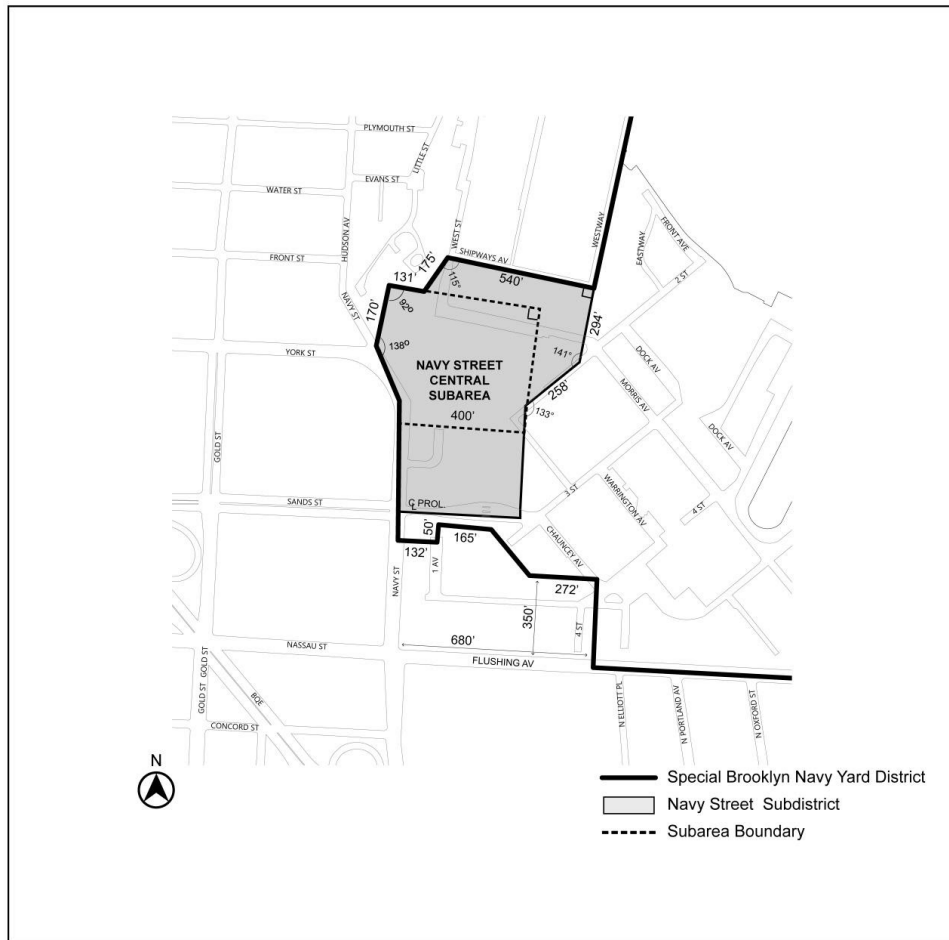 PLYMOUTH ST
LITTLE ST
EVANS ST
WATER ST
HUDSON AV
WEST ST
WESTWAY
FRONT AVE
EASTWAY
2 ST
FRONT ST
SHIPWAYS AV
175'
131'
115°
540'
92º
170'
NAVY ST
294'
YORK ST
138º
141°
DOCK AV
NAVY STREET
CENTRAL
SUBAREA
258'
MORRIS AV
400'
133°
DOCK AV
GOLD ST
SANDS ST
℄ PROL.
3 ST
WARRINGTON AV
4 ST
50'
165'
132'
1 AV
CHAUNCEY AV
NAVY ST
272'
350'
4 ST
680'
NASSAU ST
FLUSHING AV
GOLD ST
GOLD ST
BQE
CONCORD ST
N ELLIOTT PL
N PORTLAND AV
N OXFORD ST
N
Special Brooklyn Navy Yard District
Navy Street Subdistrict
Subarea Boundary